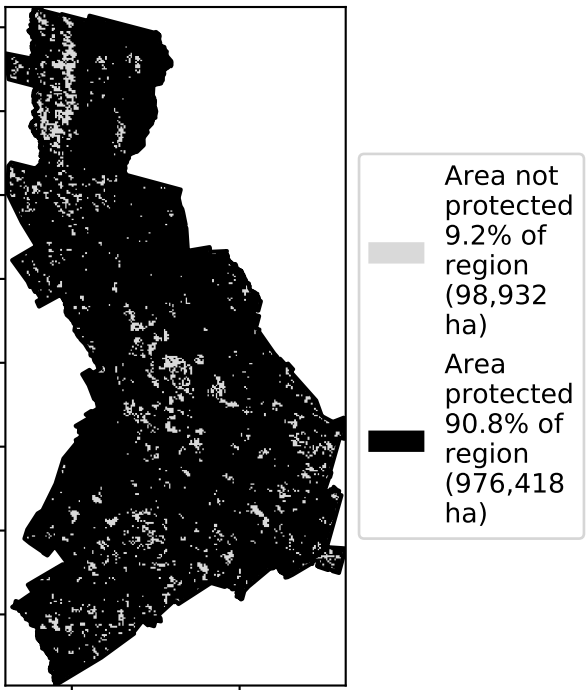 Area not
protected
9.2% of
region
(98,932
ha)
Area
protected
90.8% of
region
(976,418
ha)